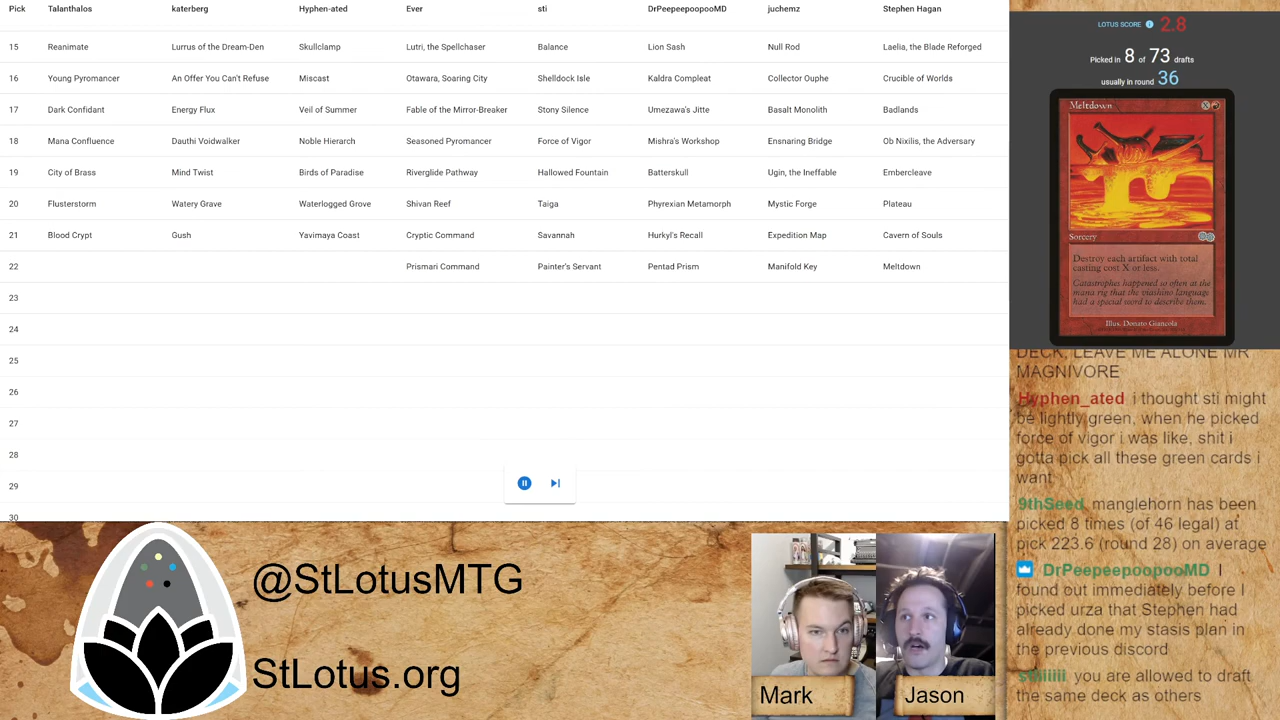 Pick Talanthalos katerberg Hyphen-ated Ever sti DrPeepeepoopooMD juchemz Stephen Hagan
15 Reanimate Lurrus of the Dream-Den Skullclamp Lutri, the Spellchaser Balance Lion Sash Null Rod Laelia, the Blade Reforged
16 Young Pyromancer An Offer You Can't Refuse Miscast Otawara, Soaring City Shelldock Isle Kaldra Compleat Collector Ouphe Crucible of Worlds
17 Dark Confidant Energy Flux Veil of Summer Fable of the Mirror-Breaker Stony Silence Umezawa's Jitte Basalt Monolith Badlands
18 Mana Confluence Dauthi Voidwalker Noble Hierarch Seasoned Pyromancer Force of Vigor Mishra's Workshop Ensnaring Bridge Ob Nixilis, the Adversary
19 City of Brass Mind Twist Birds of Paradise Riverglide Pathway Hallowed Fountain Batterskull Ugin, the Ineffable Embercleave
20 Flusterstorm Watery Grave Waterlogged Grove Shivan Reef Taiga Phyrexian Metamorph Mystic Forge Plateau
21 Blood Crypt Gush Yavimaya Coast Cryptic Command Savannah Hurkyl's Recall Expedition Map Cavern of Souls
22 Prismari Command Painter's Servant Pentad Prism Manifold Key Meltdown
23
24
25
26
27
28
29
30
LOTUS SCORE 2.8
Picked in 8 of 73 drafts
usually in round 36
Meltdown X
Sorcery
Destroy each artifact with total
casting cost X or less.
Catastrophes happened so often at the
mana rig that the viashino language
had a special word to describe them.
Illus. Donato Giancola
DECK, LEAVE ME ALONE MR
MAGNIVORE
Hyphen_ated i thought sti might
be lightly green, when he picked
force of vigor i was like, shit i
gotta pick all these green cards i
want
9thSeed manglehorn has been
picked 8 times (of 46 legal) at
pick 223.6 (round 28) on average
DrPeepeepoopooMD I
found out immediately before I
picked urza that Stephen had
already done my stasis plan in
the previous discord
you are allowed to draft
the same deck as others
@StLotusMTG
StLotus.org
Mark
Jason